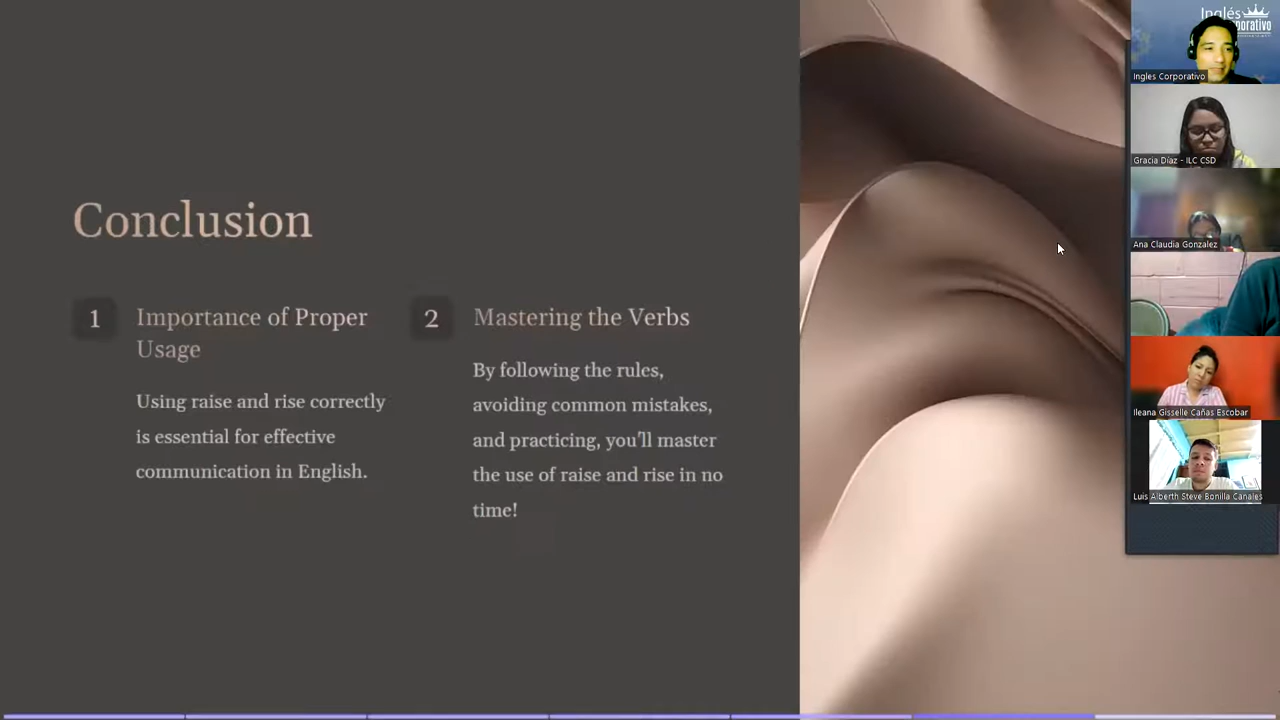 Conclusion
1
Importance of Proper
Usage
Using raise and rise correctly
is essential for effective
communication in English.
2
Mastering the Verbs
By following the rules,
avoiding common mistakes,
and practicing, you'll master
the use of raise and rise in no
time!
Inglés
Ingles Corporativo
Gracia Díaz - ILC CSD
Ana Claudia Gonzalez
Ileana Gisselle Cañas Escobar
Luis Alberth Steve Bonilla Canales